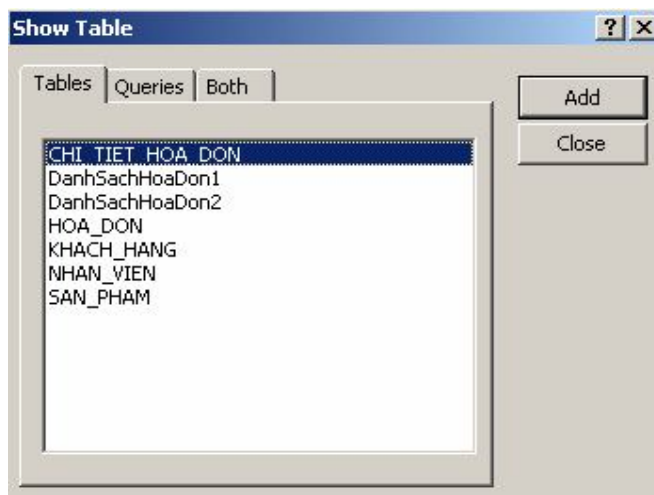 Show Table
Tables Queries Both
Add
Close
CHI_TIET_HOA_DON
DanhSachHoaDon1
DanhSachHoaDon2
HOA_DON
KHACH_HANG
NHAN_VIEN
SAN_PHAM